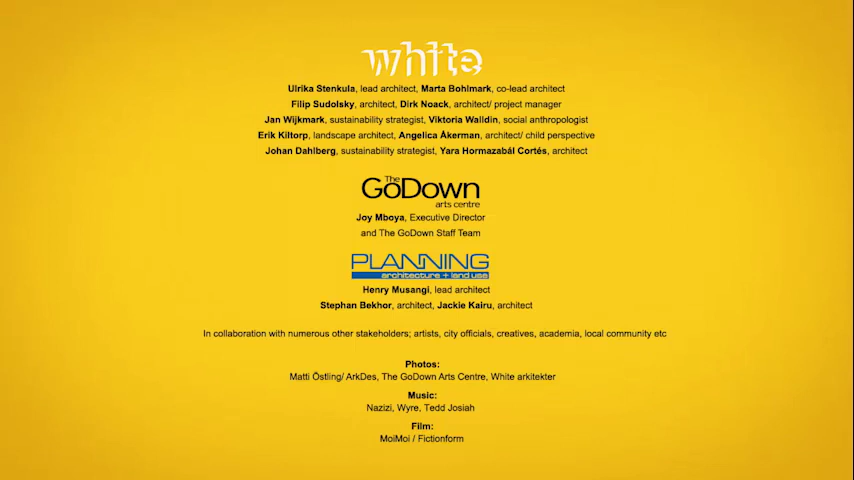 white
Ulrika Stenkula, lead architect, Marta Bohlmark, co-lead architect
Filip Sudolsky, architect, Dirk Noack, architect/ project manager
Jan Wijkmark, sustainability strategist, Viktoria Walldin, social anthropologist
Erik Kiltorp, landscape architect, Angelica Åkerman, architect/ child perspective
Johan Dahlberg, sustainability strategist, Yara Hormazabál Cortés, architect
The
GoDown
arts centre
Joy Mboya, Executive Director
and The GoDown Staff Team
PLANNING
architecture + land use
Henry Musangi, lead architect
Stephan Bekhor, architect, Jackie Kairu, architect
In collaboration with numerous other stakeholders; artists, city officials, creatives, academia, local community etc
Photos:
Matti Östling/ ArkDes, The GoDown Arts Centre, White arkitekter
Music:
Nazizi, Wyre, Tedd Josiah
Film:
MoiMoi / Fictionform